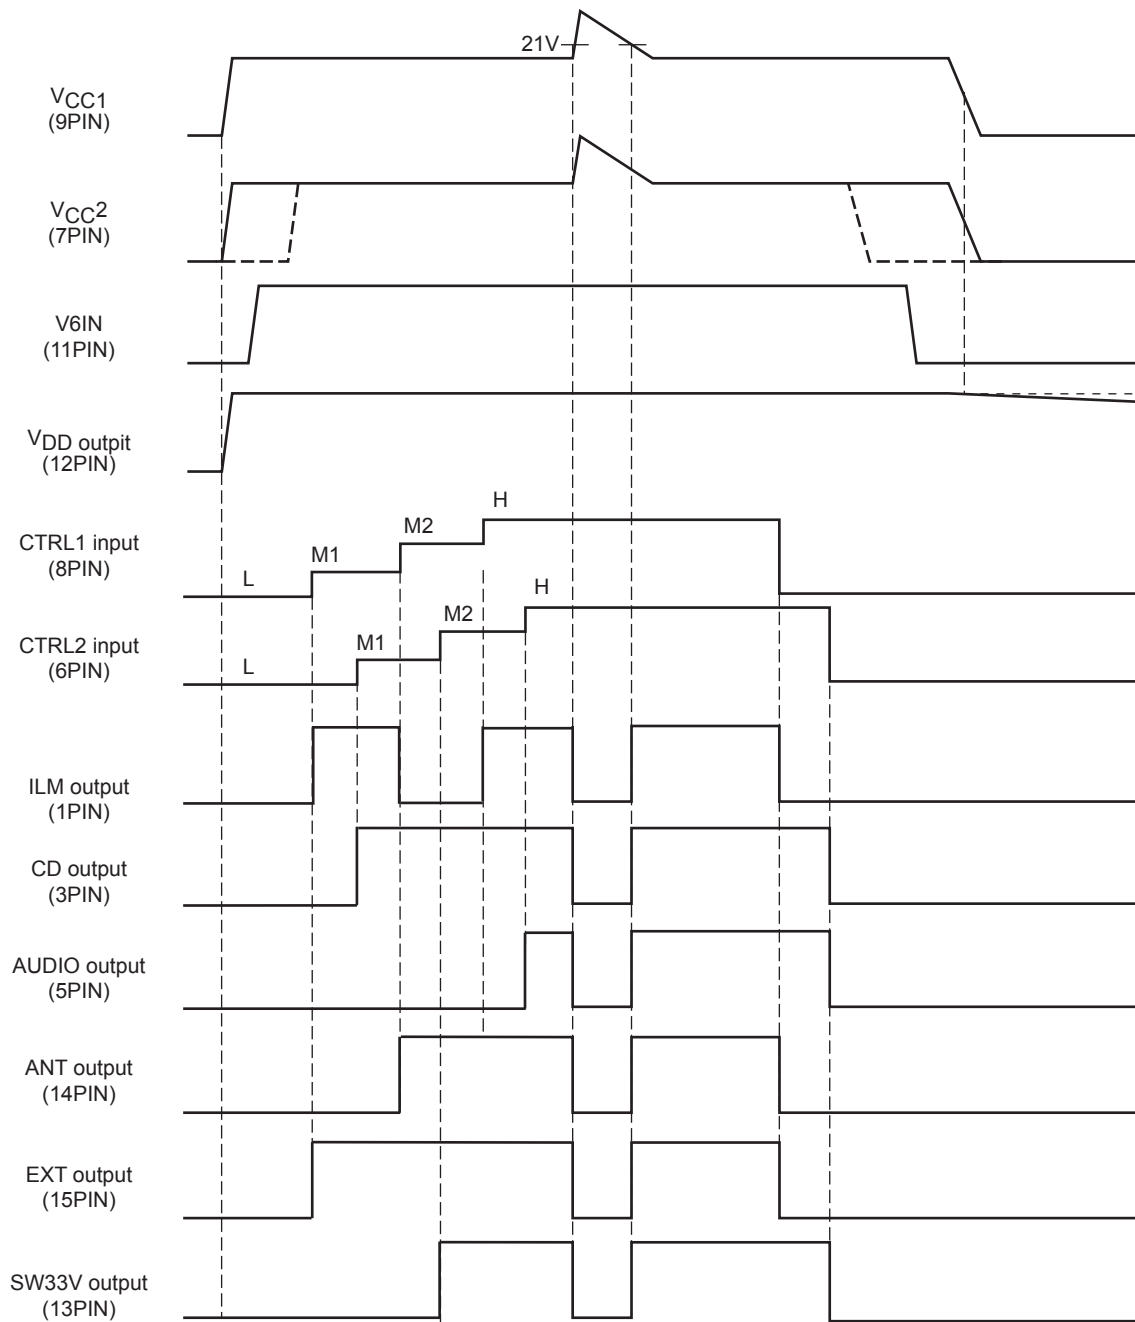 21V
VCC1
(9PIN)
VCC2
(7PIN)
V6IN
(11PIN)
VDD outpit
(12PIN)
H
M2
CTRL1 input
M1
(8PIN)
L
H
M2
CTRL2 input
M1
(6PIN)
L
ILM output
(1PIN)
CD output
(3PIN)
AUDIO output
(5PIN)
ANT output
(14PIN)
EXT output
(15PIN)
SW33V output
(13PIN)